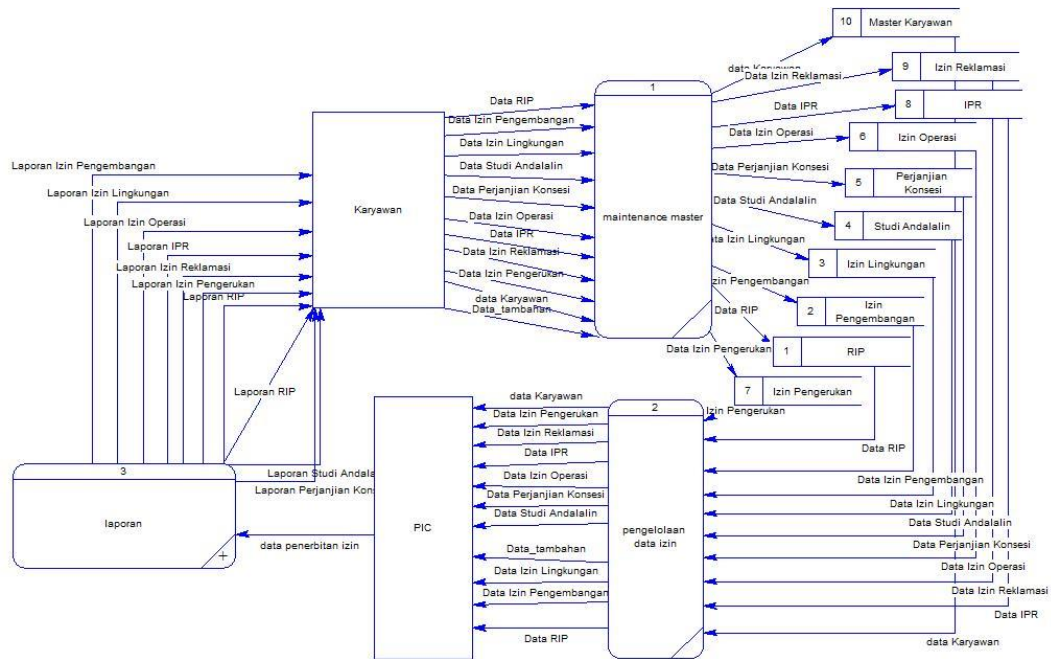 10 Master Karyawan
9 Izin Reklamasi
8 IPR
6 Izin Operasi
5 Perjanjian
Konsesi
4 Studi Andalalin
3 Izin Lingkungan
2 Izin
Pengembangan
1 RIP
7 Izin Pengerukan
data Karyawan
Data Izin Reklamasi
Data IPR
Data Izin Operasi
Data Perjanjian Konsesi
Data Studi Andalalin
Data Izin Lingkungan
Izin Pengembangan
Data RIP
Data Izin Pengerukan
1
maintenance master
Data RIP
Data Izin Pengembangan
Data Izin Lingkungan
Data Studi Andalalin
Data Perjanjian Konsesi
Data Izin Operasi
Data IPR
Data Izin Reklamasi
Data Izin Pengerukan
data Karyawan
Data_tambahan
Karyawan
Laporan Izin Pengembangan
Laporan Izin Lingkungan
Laporan Izin Operasi
Laporan IPR
Laporan Izin Reklamasi
Laporan Izin Pengerukan
Laporan RIP
Laporan RIP
Laporan Studi Andala
Laporan Perjanjian Kons
3
laporan
+
data penerbitan izin
PIC
data Karyawan
Data Izin Pengerukan
Data Izin Reklamasi
Data IPR
Data Izin Operasi
Data Perjanjian Konsesi
Data Studi Andalalin
Data_tambahan
Data Izin Lingkungan
Data Izin Pengembangan
Data RIP
2
pengelolaan
data izin
Izin Pengerukan
Data RIP
Data Izin Pengembangan
Data Izin Lingkungan
Data Studi Andalalin
Data Perjanjian Konsesi
Data Izin Operasi
Data Izin Reklamasi
Data IPR
data Karyawan